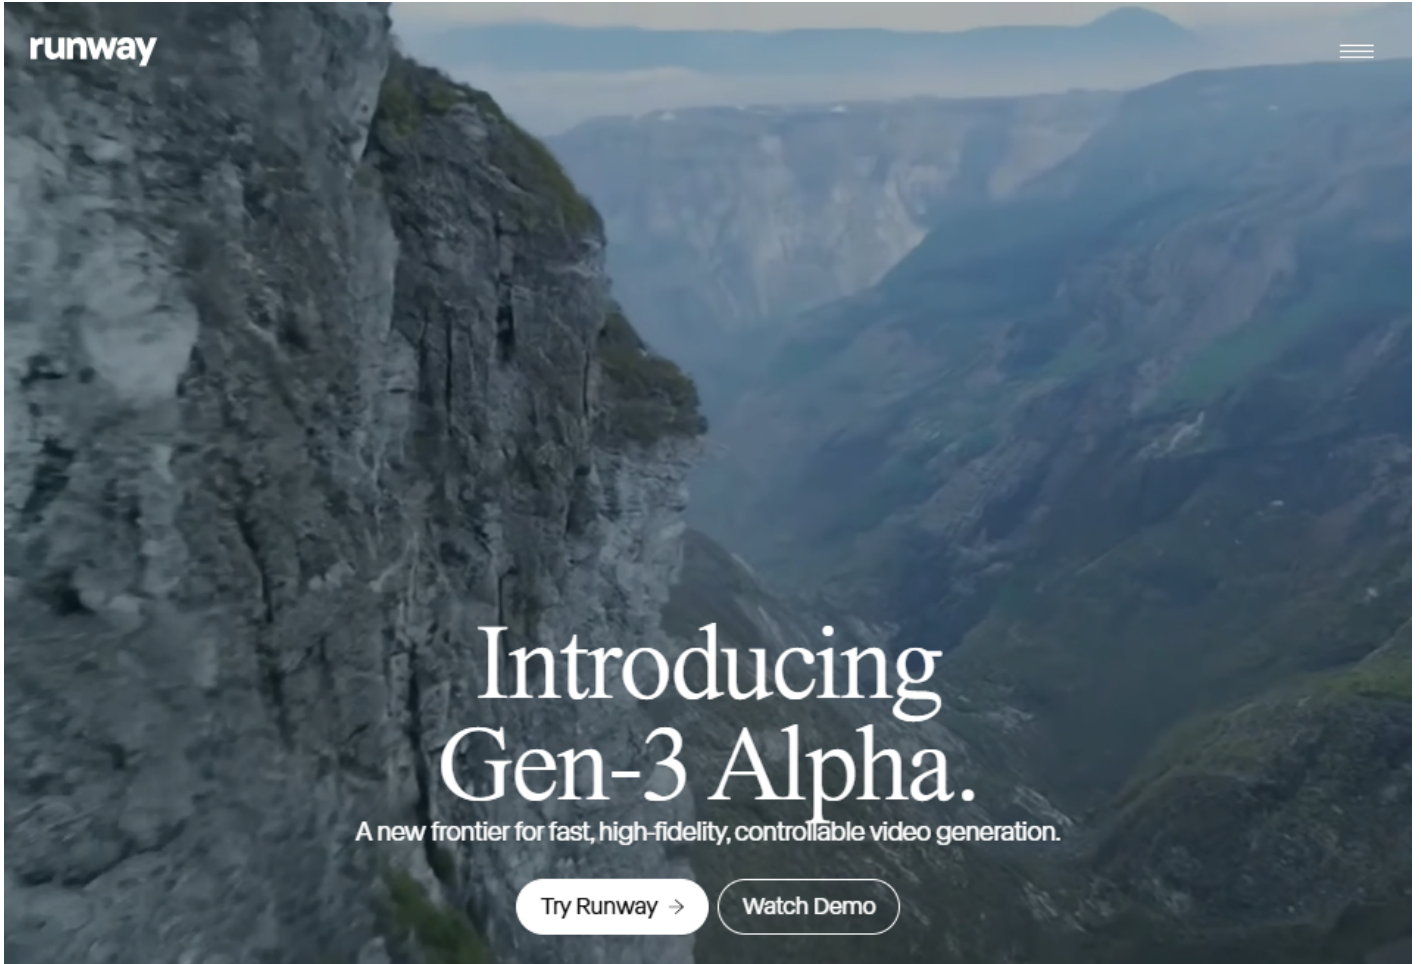 runway
Introducing
Gen-3 Alpha.
A new frontier for fast, high-fidelity, controllable video generation.
Try Runway →
Watch Demo